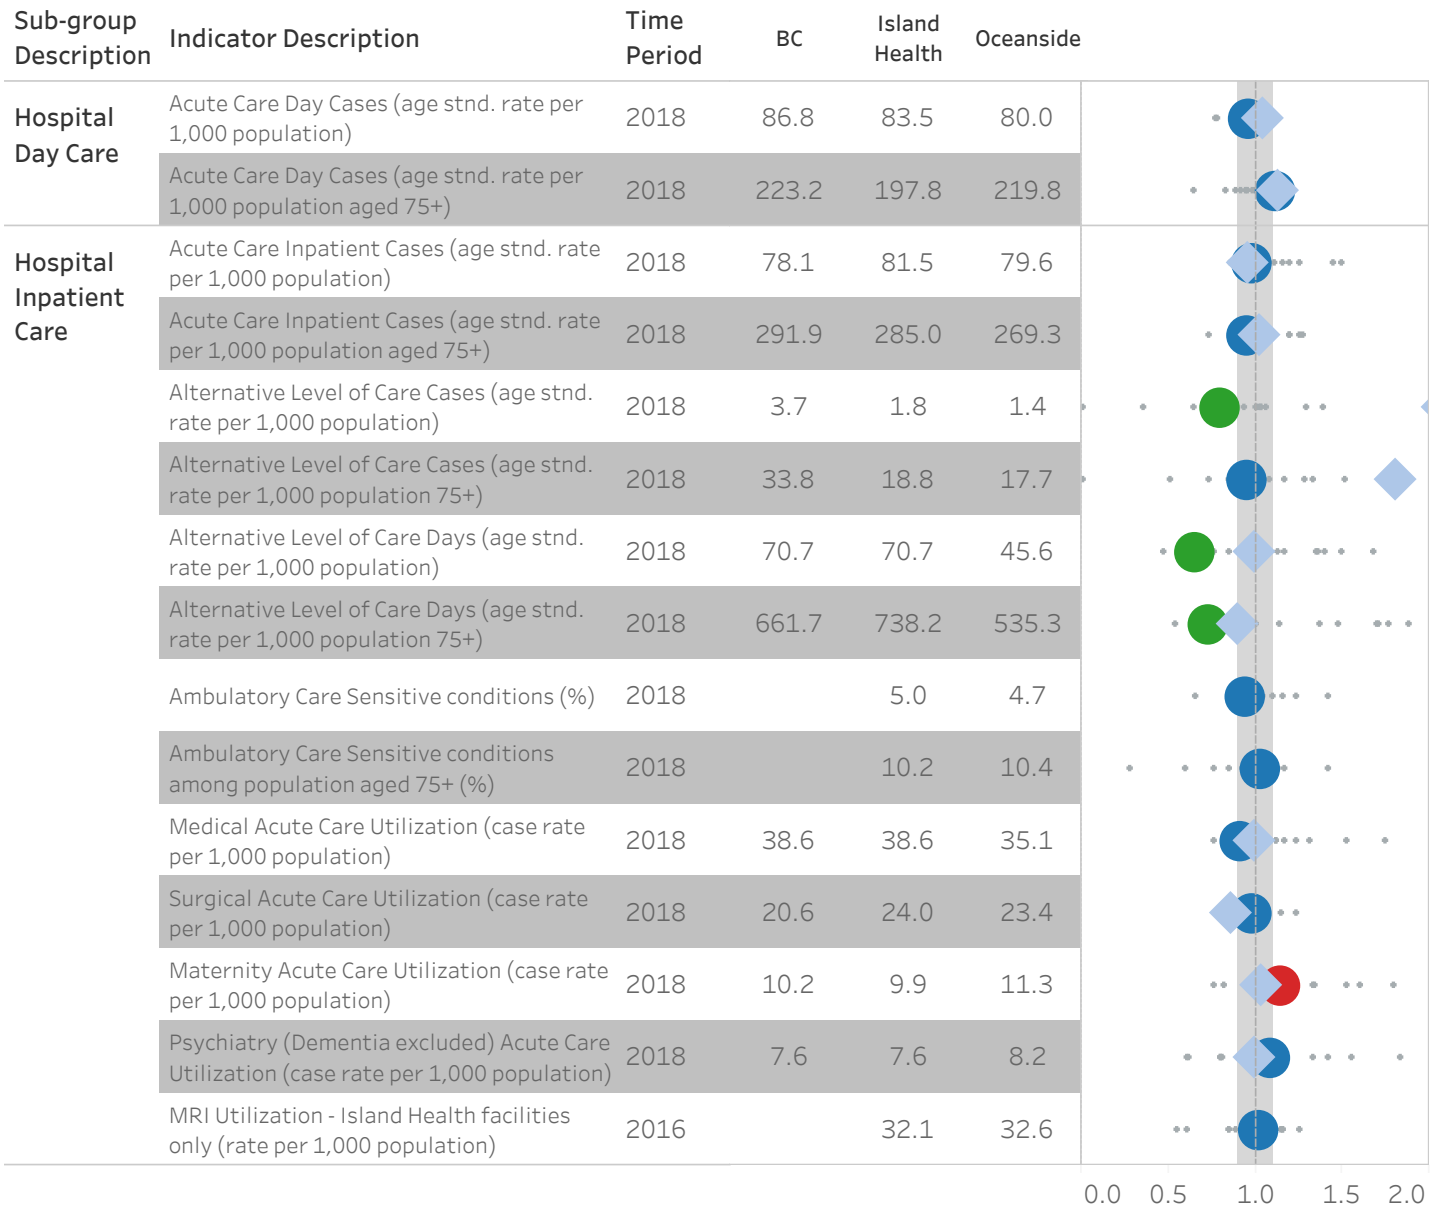 Sub-group
Description
Indicator Description
Time
Period
BC
Island
Health
Oceanside
Hospital
Day Care
Acute Care Day Cases (age stnd. rate per
1,000 population)
2018
86.8
83.5
80.0
Acute Care Day Cases (age stnd. rate per
1,000 population aged 75+)
2018
223.2
197.8
219.8
Hospital
Inpatient
Care
Acute Care Inpatient Cases (age stnd. rate
per 1,000 population)
2018
78.1
81.5
79.6
Acute Care Inpatient Cases (age stnd. rate
per 1,000 population aged 75+)
2018
291.9
285.0
269.3
Alternative Level of Care Cases (age stnd.
rate per 1,000 population)
2018
3.7
1.8
1.4
Alternative Level of Care Cases (age stnd.
rate per 1,000 population 75+)
2018
33.8
18.8
17.7
Alternative Level of Care Days (age stnd.
rate per 1,000 population)
2018
70.7
70.7
45.6
Alternative Level of Care Days (age stnd.
rate per 1,000 population 75+)
2018
661.7
738.2
535.3
Ambulatory Care Sensitive conditions (%)
2018
5.0
4.7
Ambulatory Care Sensitive conditions
among population aged 75+ (%)
2018
10.2
10.4
Medical Acute Care Utilization (case rate
per 1,000 population)
2018
38.6
38.6
35.1
Surgical Acute Care Utilization (case rate
per 1,000 population)
2018
20.6
24.0
23.4
Maternity Acute Care Utilization (case rate
per 1,000 population)
2018
10.2
9.9
11.3
Psychiatry (Dementia excluded) Acute Care
Utilization (case rate per 1,000 population)
2018
7.6
7.6
8.2
MRI Utilization - Island Health facilities
only (rate per 1,000 population)
2016
32.1
32.6
0.0 0.5 1.0 1.5 2.0